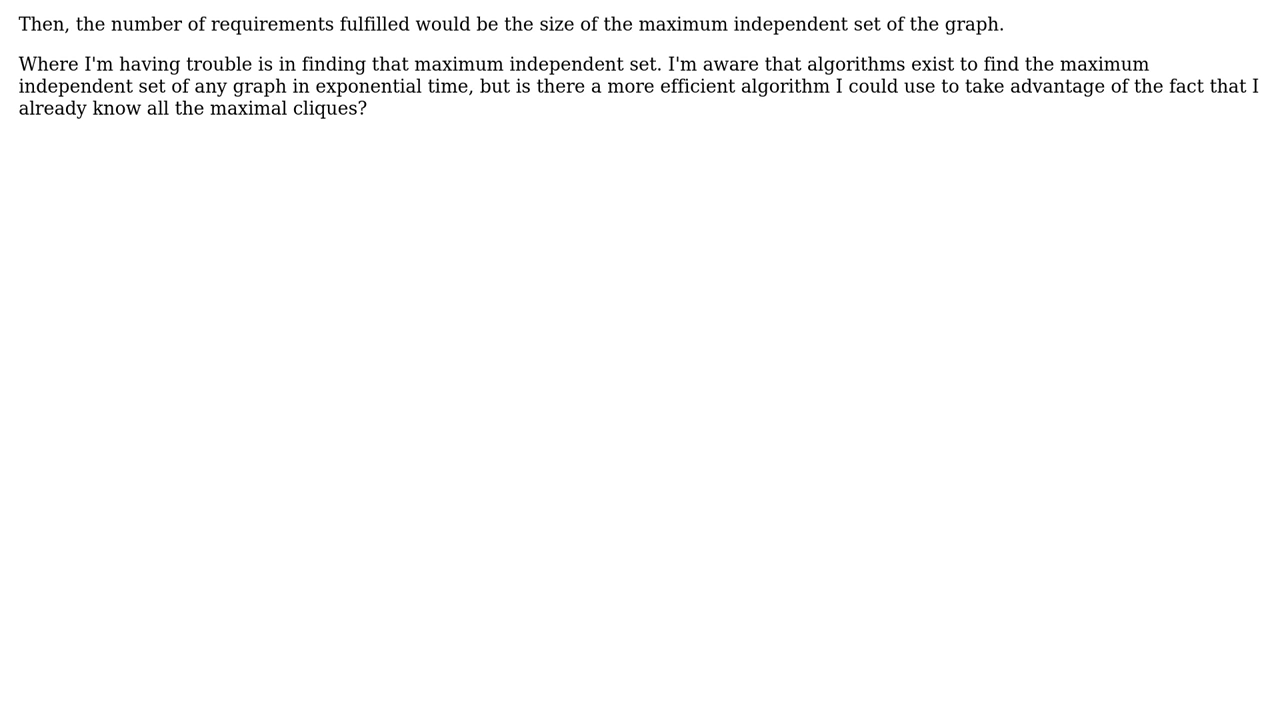 Then, the number of requirements fulfilled would be the size of the maximum independent set of the graph.
Where I'm having trouble is in finding that maximum independent set. I'm aware that algorithms exist to find the maximum
independent set of any graph in exponential time, but is there a more efficient algorithm I could use to take advantage of the fact that I
already know all the maximal cliques?